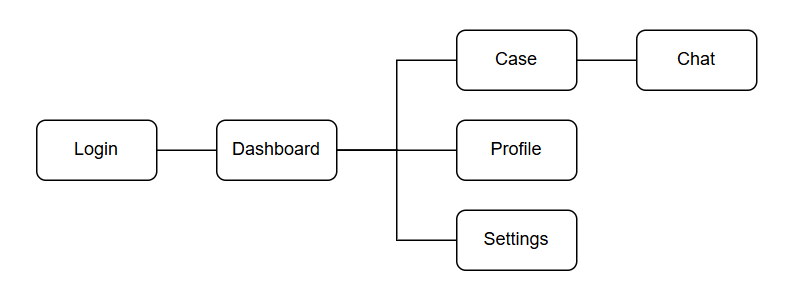 Login
Dashboard
Case
Chat
Profile
Settings